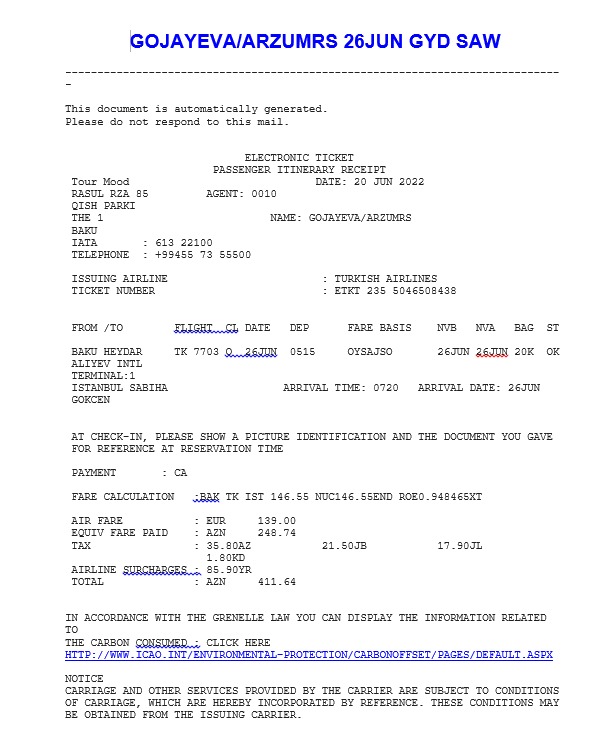 GOJAYEVA/ARZUMRS 26JUN GYD SAW
----------------------------------------------------------------------------
-
This document is automatically generated.
Please do not respond to this mail.
ELECTRONIC TICKET
PASSENGER ITINERARY RECEIPT
Tour Mood DATE: 20 JUN 2022
RASUL RZA 85 AGENT: 0010
QISH PARKI
THE 1 NAME: GOJAYEVA/ARZUMRS
BAKU
IATA : 613 22100
TELEPHONE : +99455 73 55500
ISSUING AIRLINE : TURKISH AIRLINES
TICKET NUMBER : ETKT 235 5046508438
FROM /TO FLIGHT CL DATE DEP FARE BASIS NVB NVA BAG ST
BAKU HEYDAR TK 7703 O 26JUN 0515 OYSAJSO 26JUN 26JUN 20K OK
ALIYEV INTL
TERMINAL:1
ISTANBUL SABIHA ARRIVAL TIME: 0720 ARRIVAL DATE: 26JUN
GOKCEN
AT CHECK-IN, PLEASE SHOW A PICTURE IDENTIFICATION AND THE DOCUMENT YOU GAVE
FOR REFERENCE AT RESERVATION TIME
PAYMENT : CA
FARE CALCULATION :BAK TK IST 146.55 NUC146.55END ROE0.948465XT
AIR FARE : EUR 139.00
EQUIV FARE PAID : AZN 248.74
TAX : 35.80AZ 21.50JB 17.90JL
1.80KD
AIRLINE SURCHARGES : 85.90YR
TOTAL : AZN 411.64
IN ACCORDANCE WITH THE GRENELLE LAW YOU CAN DISPLAY THE INFORMATION RELATED
TO
THE CARBON CONSUMED : CLICK HERE
HTTP://WWW.ICAO.INT/ENVIRONMENTAL-PROTECTION/CARBONOFFSET/PAGES/DEFAULT.ASPX
NOTICE
CARRIAGE AND OTHER SERVICES PROVIDED BY THE CARRIER ARE SUBJECT TO CONDITIONS
OF CARRIAGE, WHICH ARE HEREBY INCORPORATED BY REFERENCE. THESE CONDITIONS MAY
BE OBTAINED FROM THE ISSUING CARRIER.